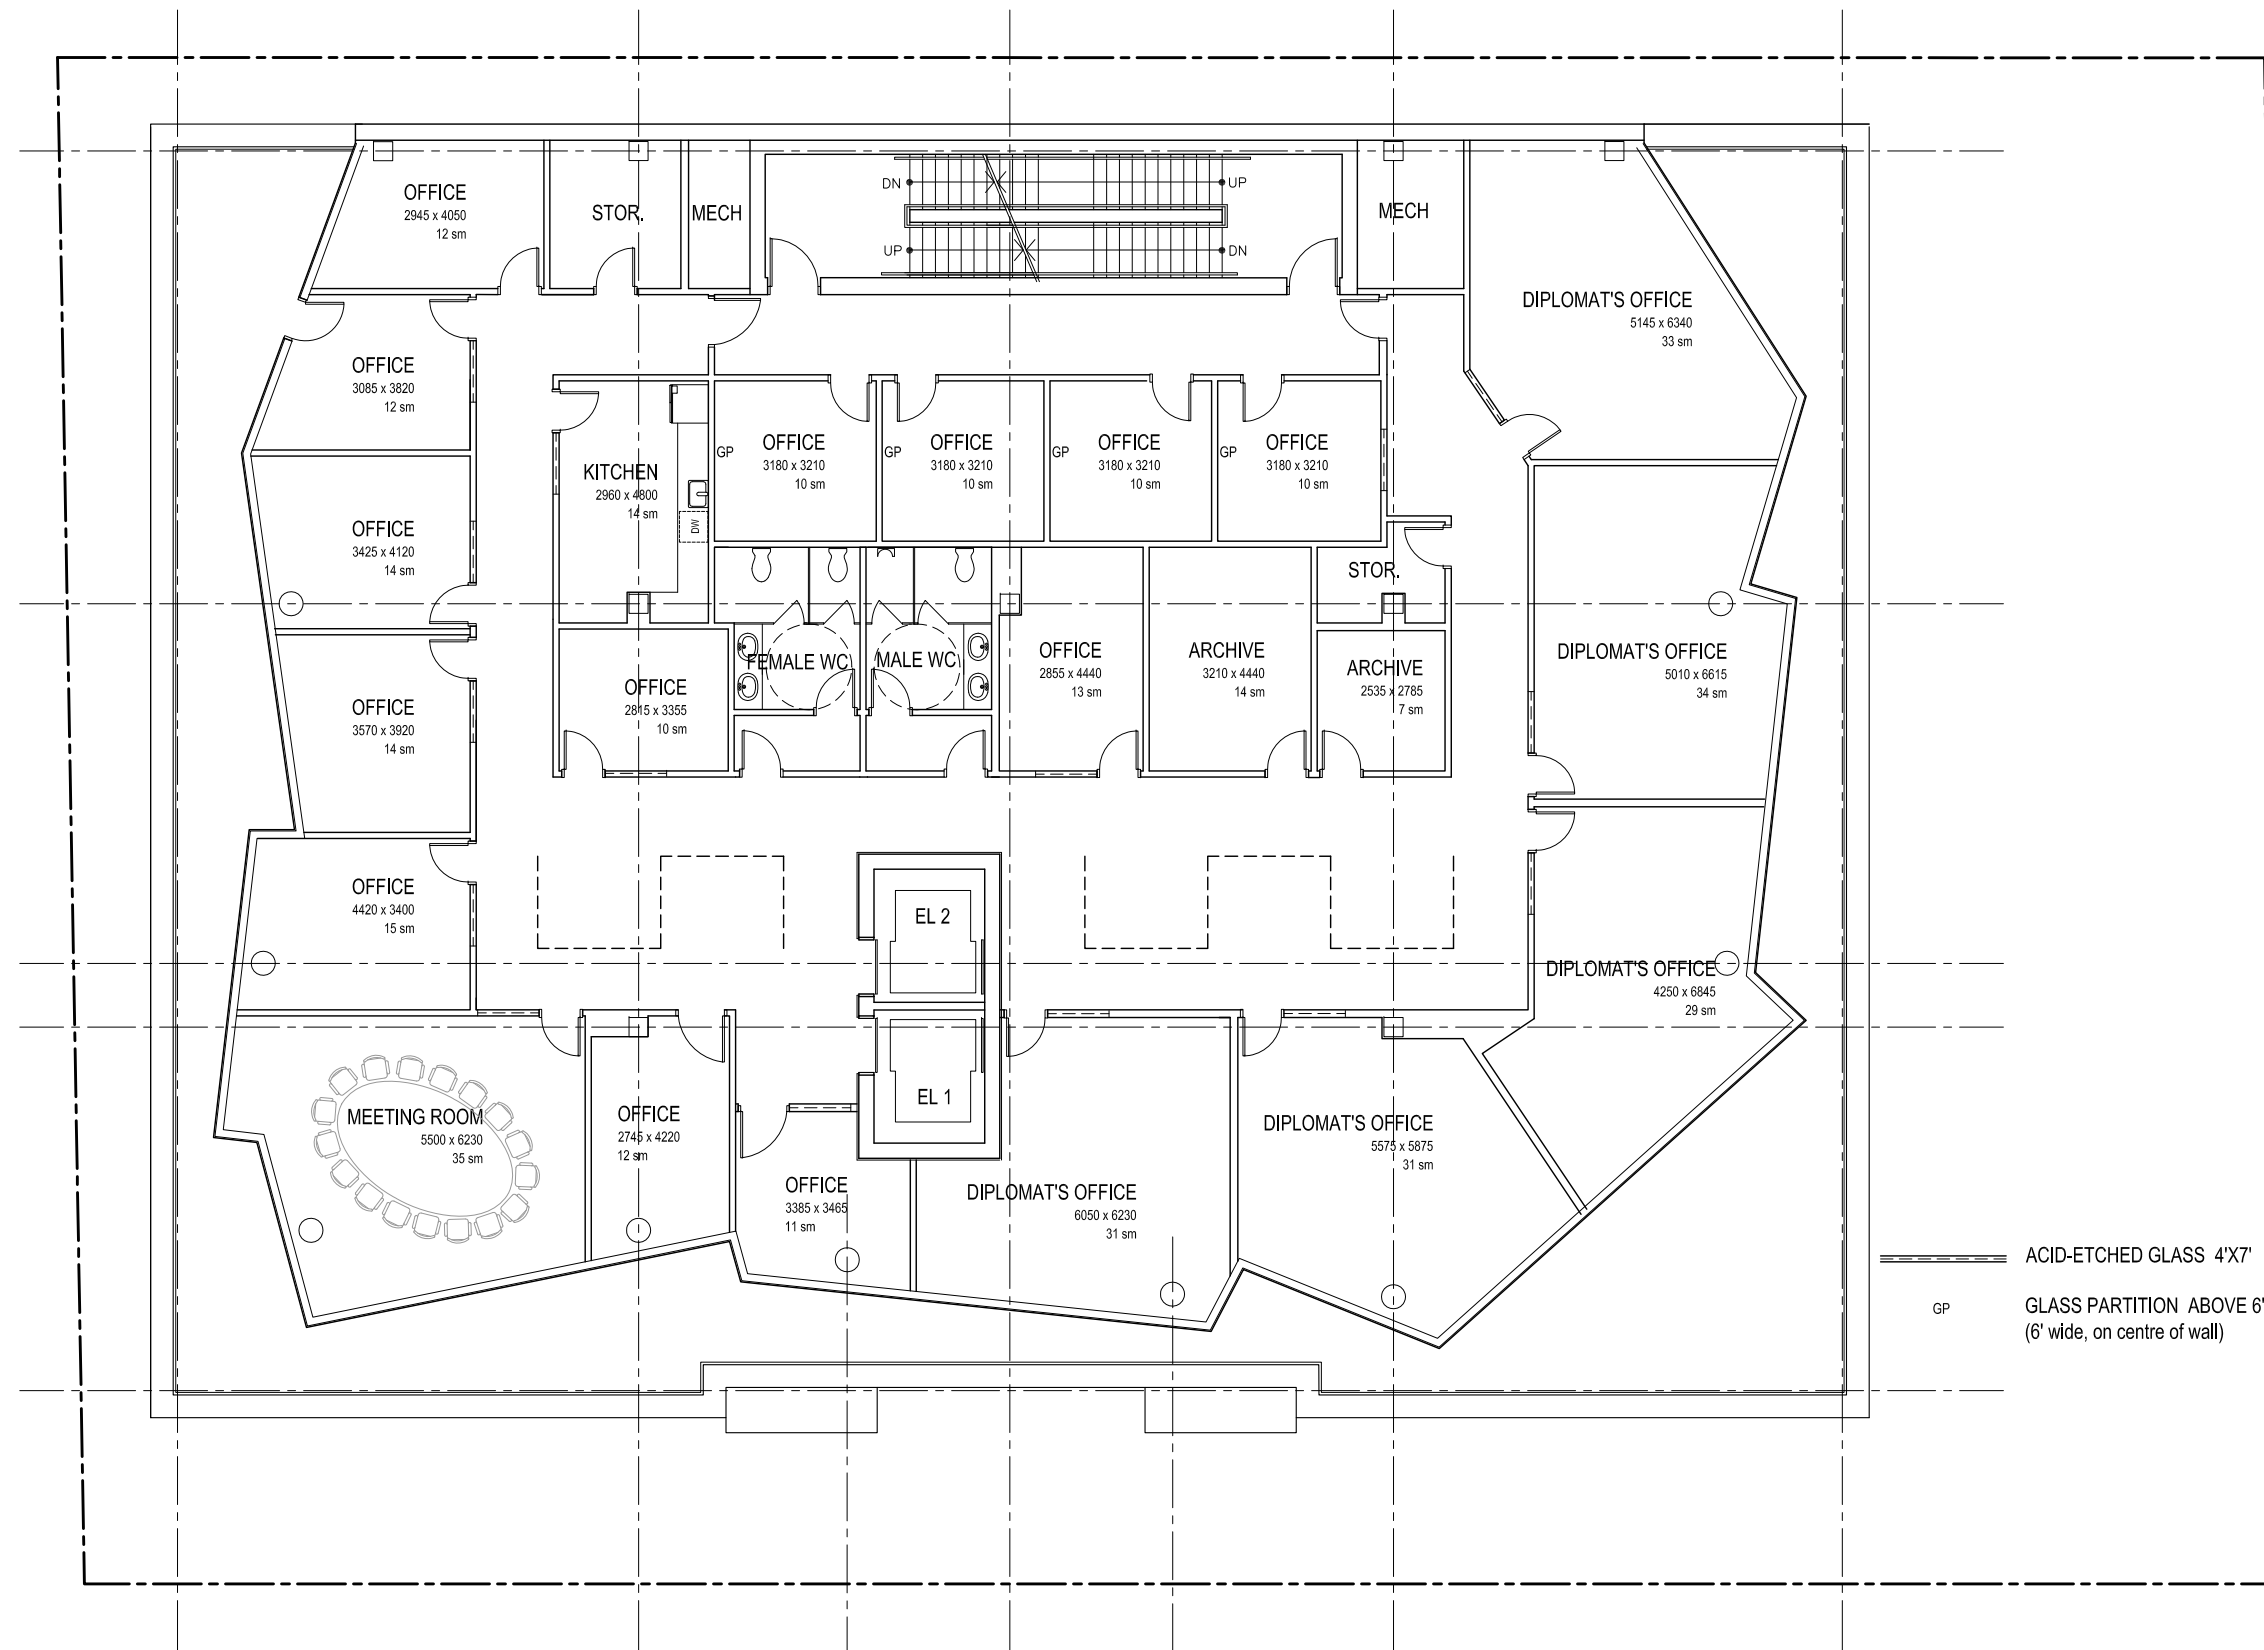 DN
UP
UP
DN
OFFICE
2945 x 4050
12 sm
STOR.
MECH
MECH
DIPLOMAT'S OFFICE
5145 x 6340
33 sm
OFFICE
3085 x 3820
12 sm
KITCHEN
2960 x 4800
14 sm
DW
GP
OFFICE
3180 x 3210
10 sm
GP
OFFICE
3180 x 3210
10 sm
GP
OFFICE
3180 x 3210
10 sm
GP
OFFICE
3180 x 3210
10 sm
OFFICE
3425 x 4120
14 sm
STOR.
OFFICE
3570 x 3920
14 sm
OFFICE
2815 x 3355
10 sm
FEMALE WC
MALE WC
OFFICE
2855 x 4440
13 sm
ARCHIVE
3210 x 4440
14 sm
ARCHIVE
2535 x 2785
7 sm
DIPLOMAT'S OFFICE
5010 x 6615
34 sm
OFFICE
4420 x 3400
15 sm
EL 2
DIPLOMAT'S OFFICE
4250 x 6845
29 sm
MEETING ROOM
5500 x 6230
35 sm
OFFICE
2745 x 4220
12 sm
EL 1
OFFICE
3385 x 3465
11 sm
DIPLOMAT'S OFFICE
6050 x 6230
31 sm
DIPLOMAT'S OFFICE
5575 x 5875
31 sm
ACID-ETCHED GLASS 4'X7'
GP
GLASS PARTITION ABOVE 6'
(6' wide, on centre of wall)